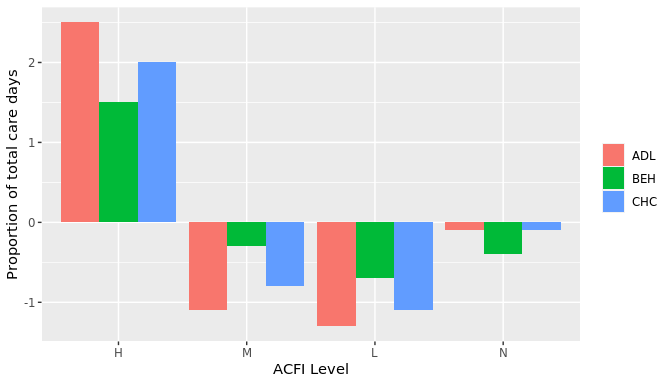 Proportion of total care days
2
1
0
-1
H M L N
ACFI Level
ADL
BEH
CHC